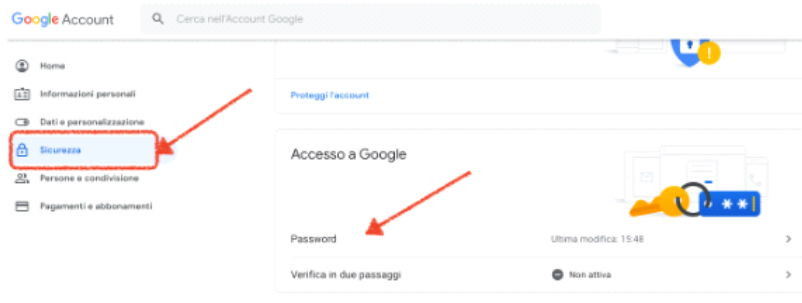 Google Account
Cerca nell'Account Google
Home
Informazioni personali
Dati e personalizzazione
Sicurezza
Persone e condivisione
Pagamenti e abbonamenti
Proteggi l'account
Accesso a Google
Password Ultima modifica: 15:48
Verifica in due passaggi Non attiva